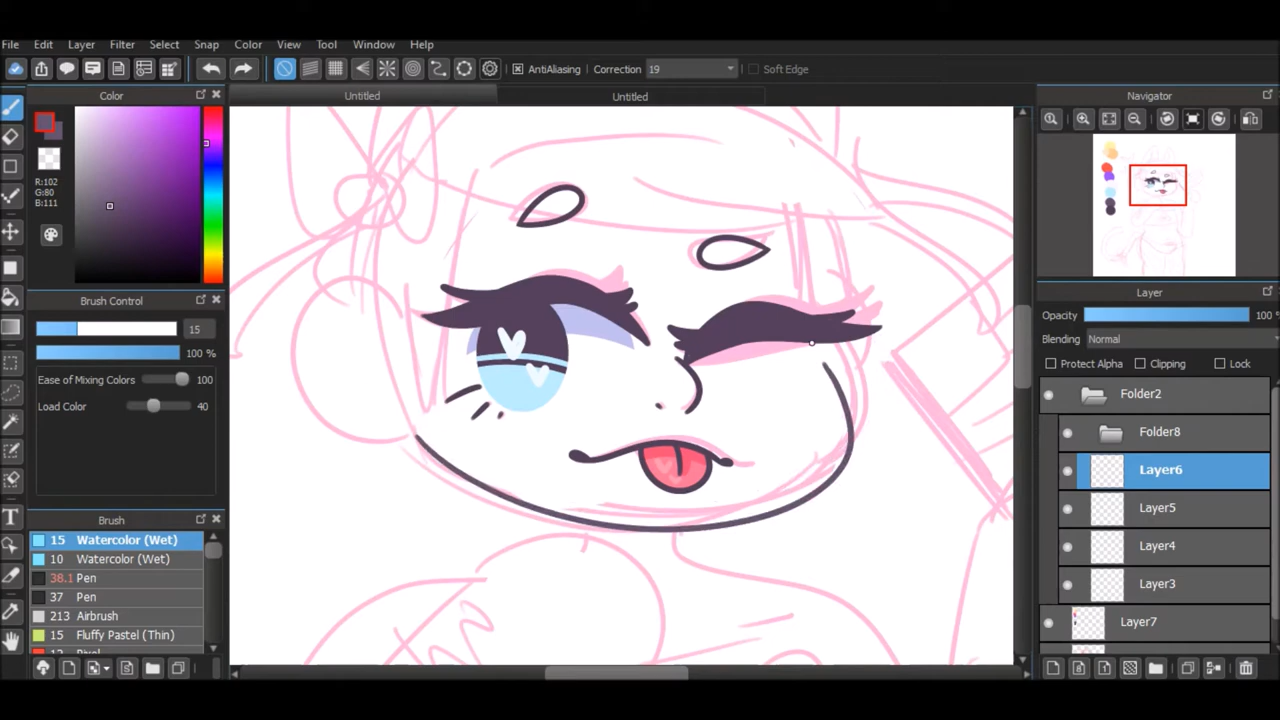 File Edit Layer Filter Select Snap Color View Tool Window Help
AntiAliasing Correction 19 Soft Edge
Color
Untitled
Untitled
Navigator
R:102
G:80
B:111
Brush Control
15
100 %
Ease of Mixing Colors 100
Load Color 40
Layer
Opacity 100
Blending Normal
Protect Alpha Clipping Lock
Folder2
Folder8
Layer6
Layer5
Layer4
Layer3
Layer7
Brush
15 Watercolor (Wet)
10 Watercolor (Wet)
38.1 Pen
37 Pen
213 Airbrush
15 Fluffy Pastel (Thin)